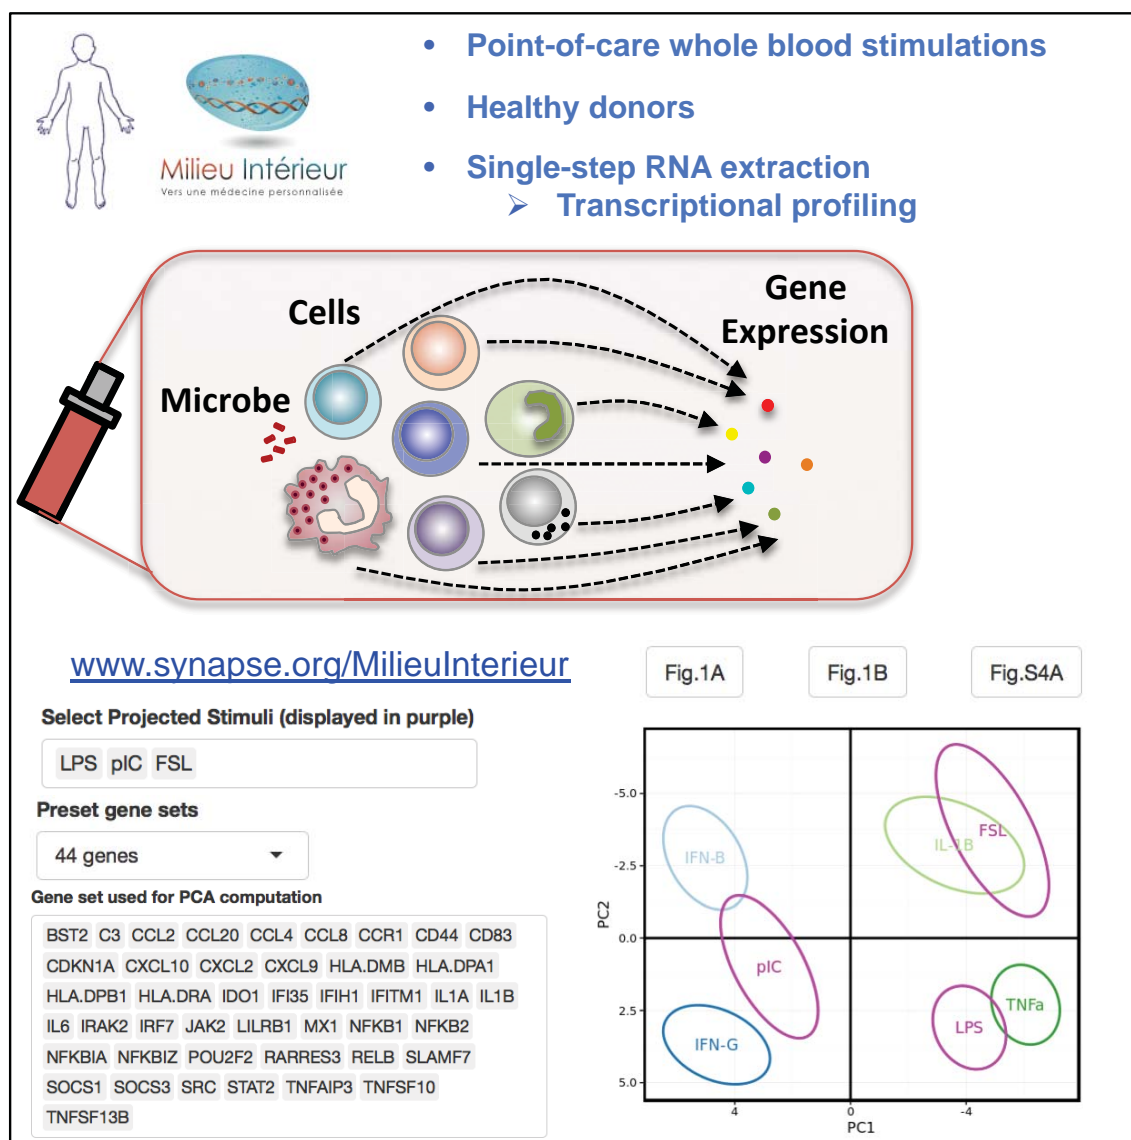 • Point-of-care whole blood stimulations
• Healthy donors
• Single-step RNA extraction
➢ Transcriptional profiling
Milieu Intérieur
Vers une médecine personnalisée
Cells
Gene
Expression
Microbe
www.synapse.org/MilieuInterieur
Fig.1A Fig.1B Fig.S4A
Select Projected Stimuli (displayed in purple)
LPS pIC FSL
Preset gene sets
44 genes
Gene set used for PCA computation
BST2 C3 CCL2 CCL20 CCL4 CCL8 CCR1 CD44 CD83
CDKN1A CXCL10 CXCL2 CXCL9 HLA.DMB HLA.DPA1
HLA.DPB1 HLA.DRA IDO1 IFI35 IFIH1 IFITM1 IL1A IL1B
IL6 IRAK2 IRF7 JAK2 LILRB1 MX1 NFKB1 NFKB2
NFKBIA NFKBIZ POU2F2 RARRES3 RELB SLAMF7
SOCS1 SOCS3 SRC STAT2 TNFAIP3 TNFSF10
TNFSF13B
-5.0
-2.5
0.0
2.5
5.0
PC2
IFN-B
IL-1B
FSL
pIC
IFN-G
LPS
TNFa
4 0 -4
PC1